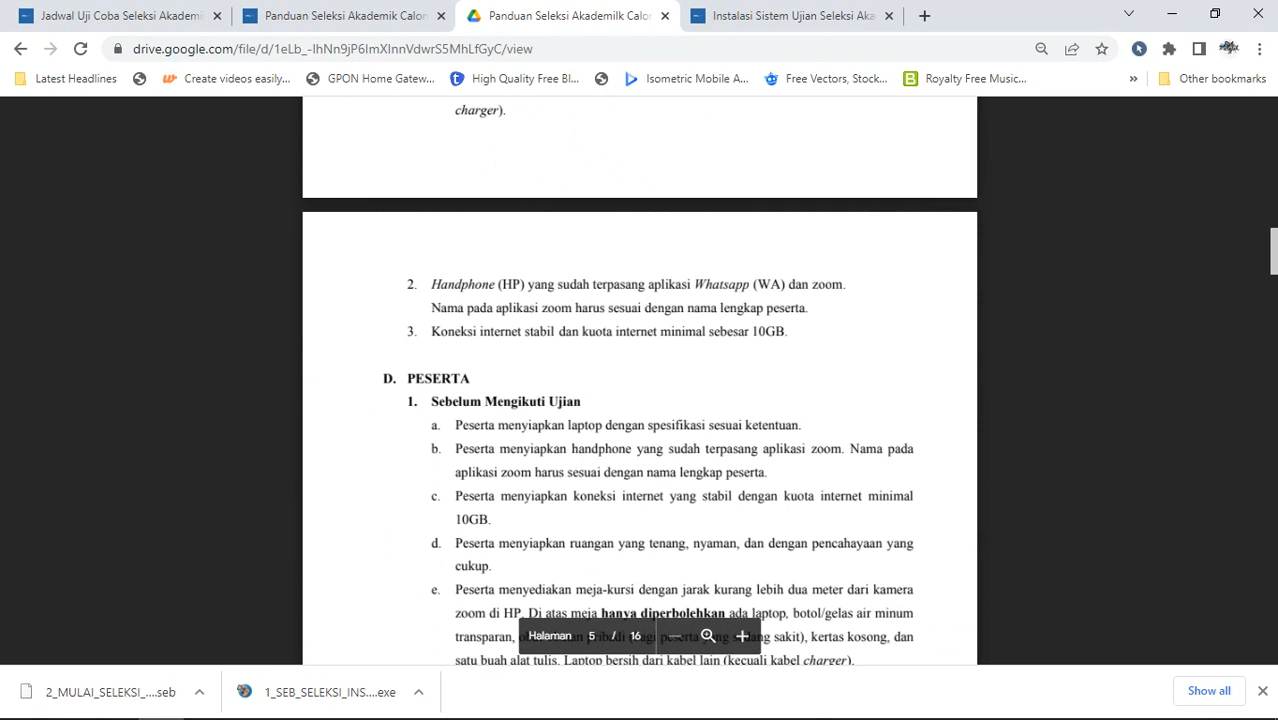 Jadwal Uji Coba Seleksi Akademi
Panduan Seleksi Akademik Calon
Panduan Seleksi Akademilk Calo
Instalasi Sistem Ujian Seleksi Ak
drive.google.com/file/d/1eLb_-IhNn9jP6lmXlnnVdwrS5MhLfGyC/view
Latest Headlines
Create videos easily...
GPON Home Gatew...
High Quality Free Bl...
Isometric Mobile A...
Free Vectors, Stock...
Royalty Free Music...
Other bookmarks
charger).
2. Handphone (HP) yang sudah terpasang aplikasi Whatsapp (WA) dan zoom.
Nama pada aplikasi zoom harus sesuai dengan nama lengkap peserta.
3. Koneksi internet stabil dan kuota internet minimal sebesar 10GB.
D. PESERTA
1. Sebelum Mengikuti Ujian
a. Peserta menyiapkan laptop dengan spesifikasi sesuai ketentuan.
b. Peserta menyiapkan handphone yang sudah terpasang aplikasi zoom. Nama pada
aplikasi zoom harus sesuai dengan nama lengkap peserta.
c. Peserta menyiapkan koneksi internet yang stabil dengan kuota internet minimal
10GB.
d. Peserta menyiapkan ruangan yang tenang, nyaman, dan dengan pencahayaan yang
cukup.
e. Peserta menyediakan meja-kursi dengan jarak kurang lebih dua meter dari kamera
zoom di HP. Di atas meja hanya diperbolehkan ada laptop, botol/gelas air minum
transparan, sakit), kertas kosong, dan
satu buah alat tulis. Laptop bersih dari kabel lain (kecuali kabel charger).
Halaman 5 / 16
2_MULAI_SELEKSI_....seb
1_SEB_SELEKSI_INS....exe
Show all